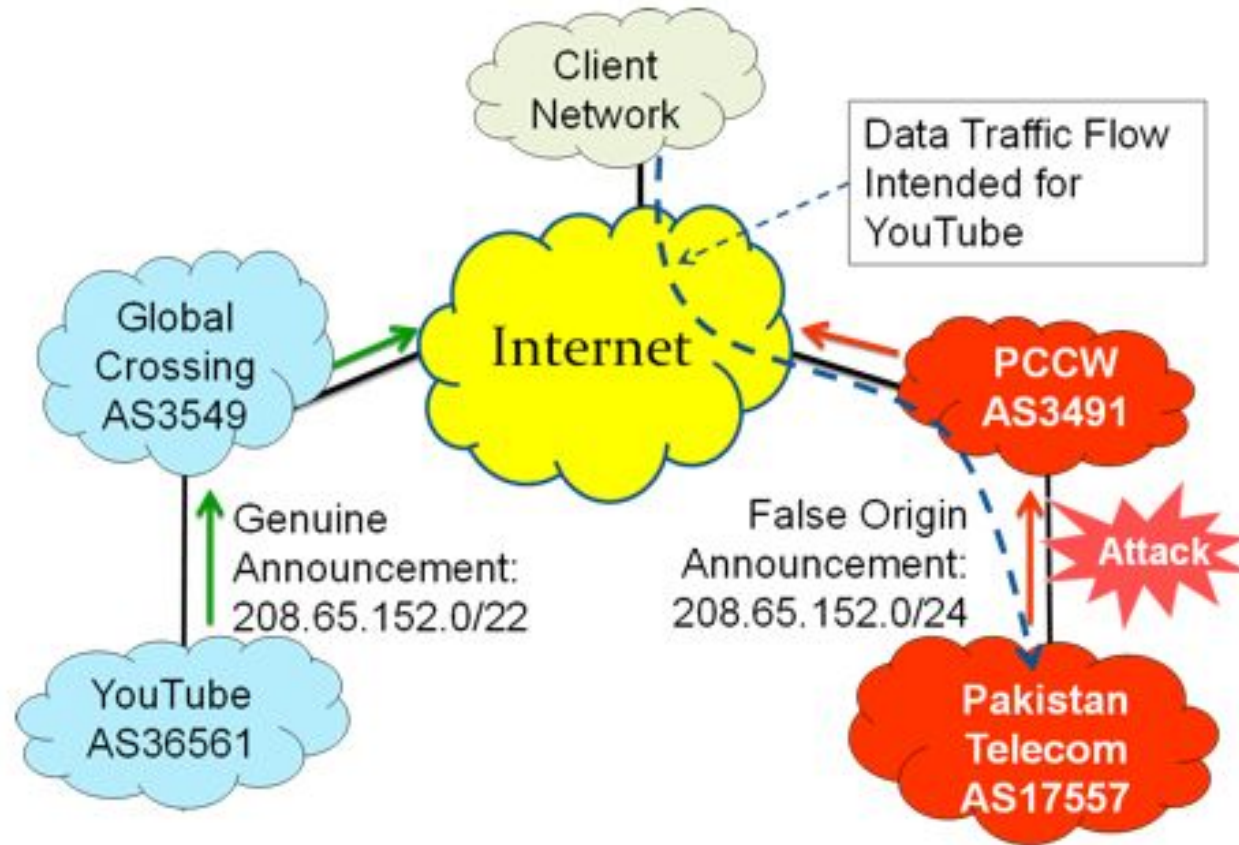 Client
Network
Data Traffic Flow
Intended for
YouTube
Global
Crossing
AS3549
Internet
PCCW
AS3491
Genuine
Announcement:
208.65.152.0/22
False Origin
Announcement:
208.65.152.0/24
Attack
YouTube
AS36561
Pakistan
Telecom
AS17557